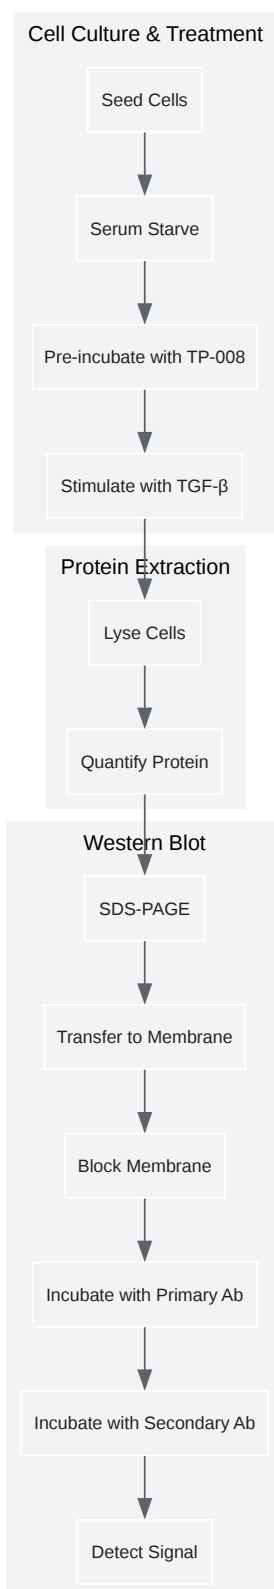 Cell Culture & Treatment
Seed Cells
Serum Starve
Pre-incubate with TP-008
Stimulate with TGF-β
Protein Extraction
Lyse Cells
Quantify Protein
Western Blot
SDS-PAGE
Transfer to Membrane
Block Membrane
Incubate with Primary Ab
Incubate with Secondary Ab
Detect Signal